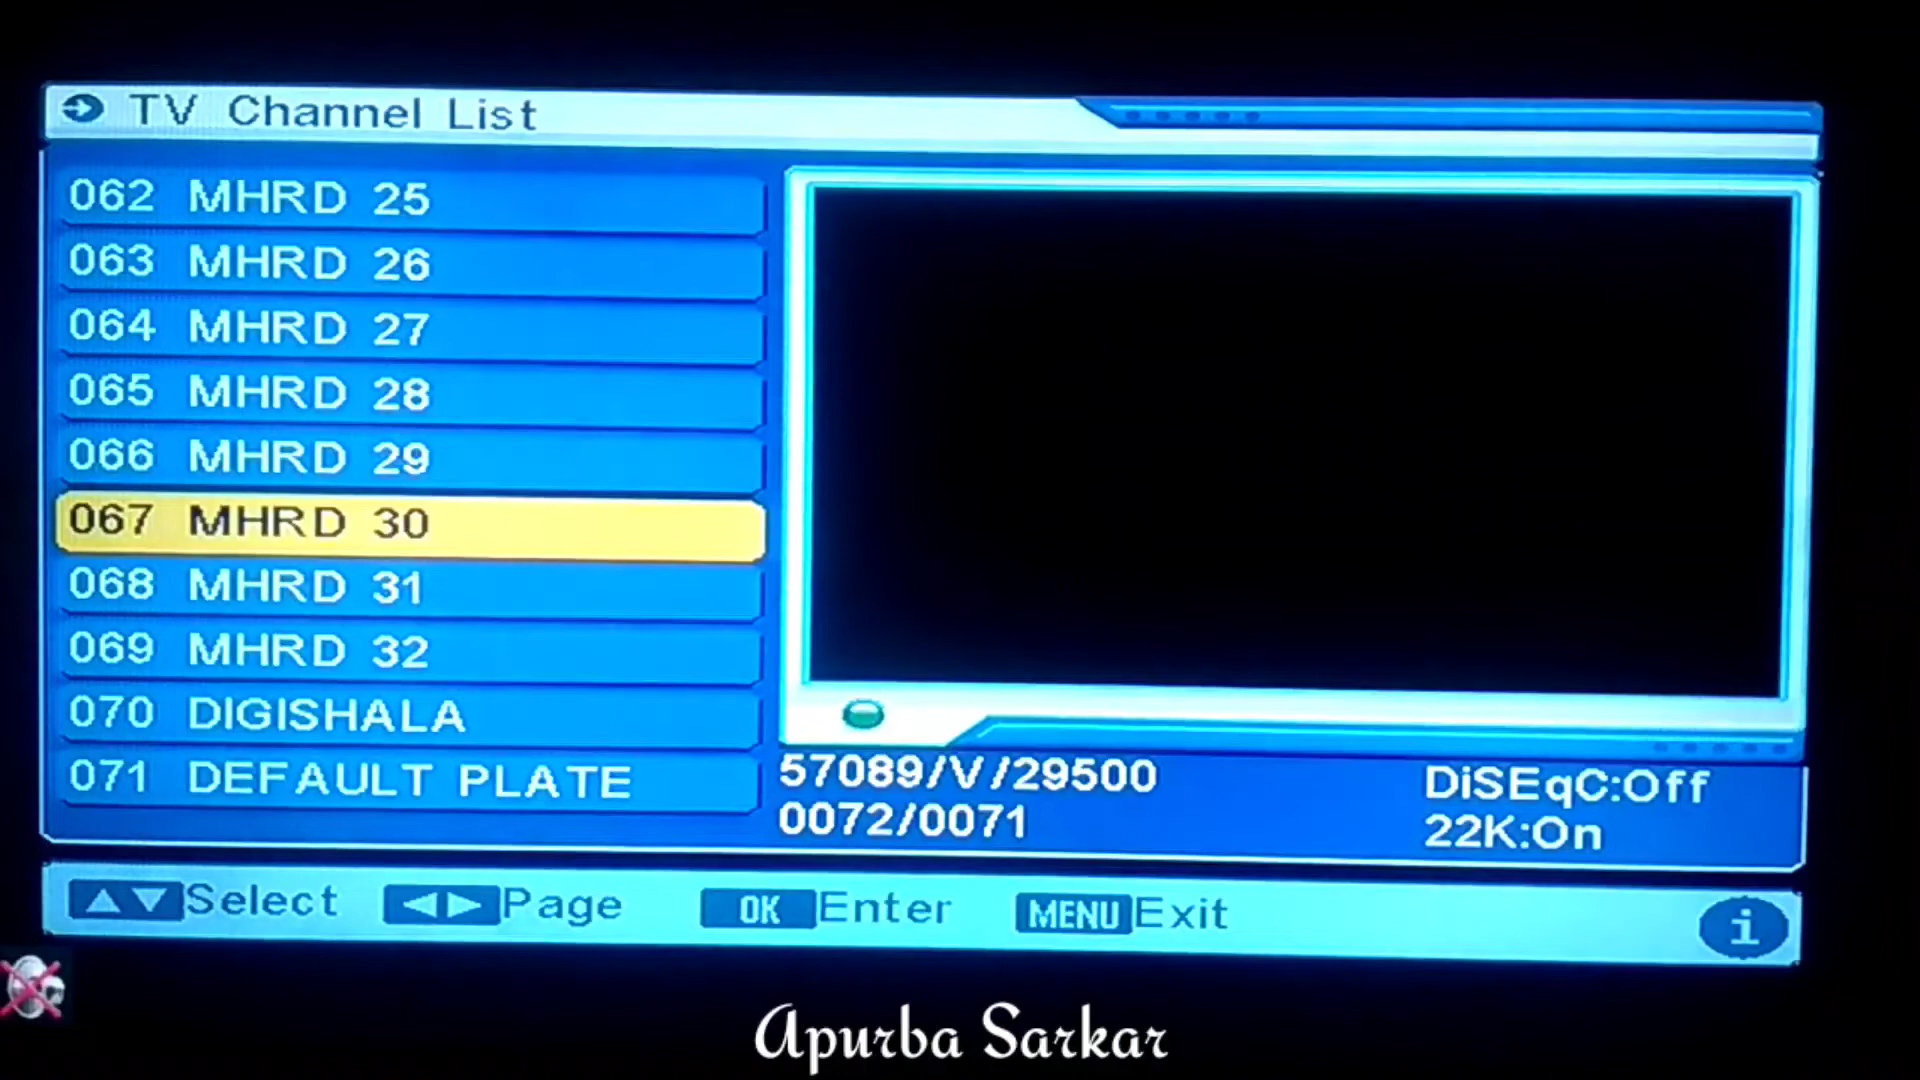 TV Channel List
062 MHRD 25
063 MHRD 26
064 MHRD 27
065 MHRD 28
066 MHRD 29
067 MHRD 30
068 MHRD 31
069 MHRD 32
070 DIGISHALA
071 DEFAULT PLATE
57089/V/29500
0072/0071
DiSEqC:Off
22K:On
Select Page OK Enter MENU Exit i
Apurba Sarkar